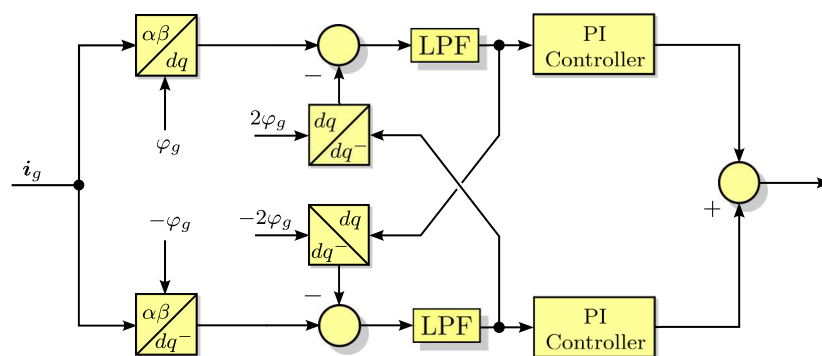 αβ
dq
LPF
PI
Controller
−
φg
2φg
dq
dq⁻
ig
+
−φg
−2φg
dq
dq⁻
−
αβ
dq⁻
LPF
PI
Controller